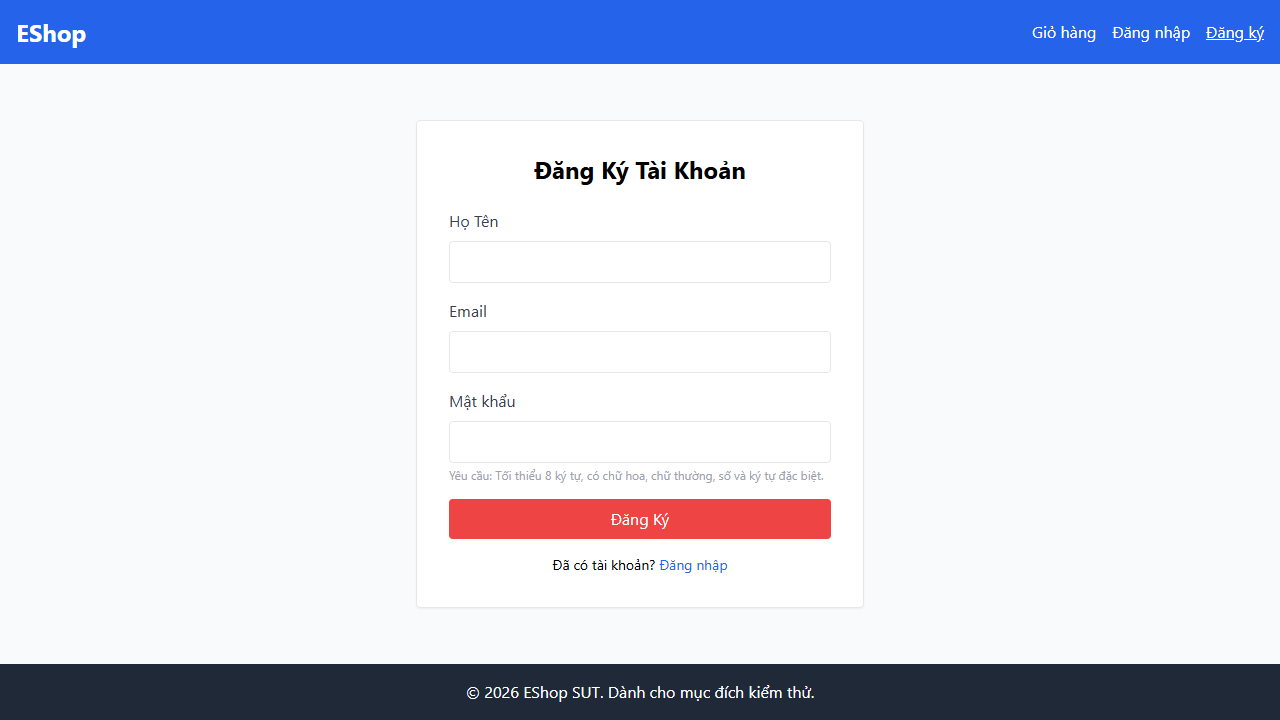 EShop
Giỏ hàng Đăng nhập Đăng ký
Đăng Ký Tài Khoản
Họ Tên
Email
Mật khẩu
Yêu cầu: Tối thiểu 8 ký tự, có chữ hoa, chữ thường, số và ký tự đặc biệt.
Đăng Ký
Đã có tài khoản? Đăng nhập
© 2026 EShop SUT. Dành cho mục đích kiểm thử.